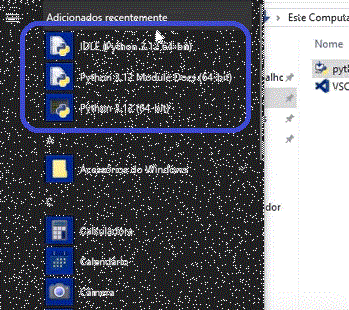 Adicionados recentemente
IDLE (Python 3.12 64-bit)
Python 3.12 Module Docs (64-bit)
Python 3.12 (64-bit)
A
Acessórios do Windows
C
Calculadora
Calendário
Câmera
Este Computa
Nome
pyth
VSC
alhc
dor